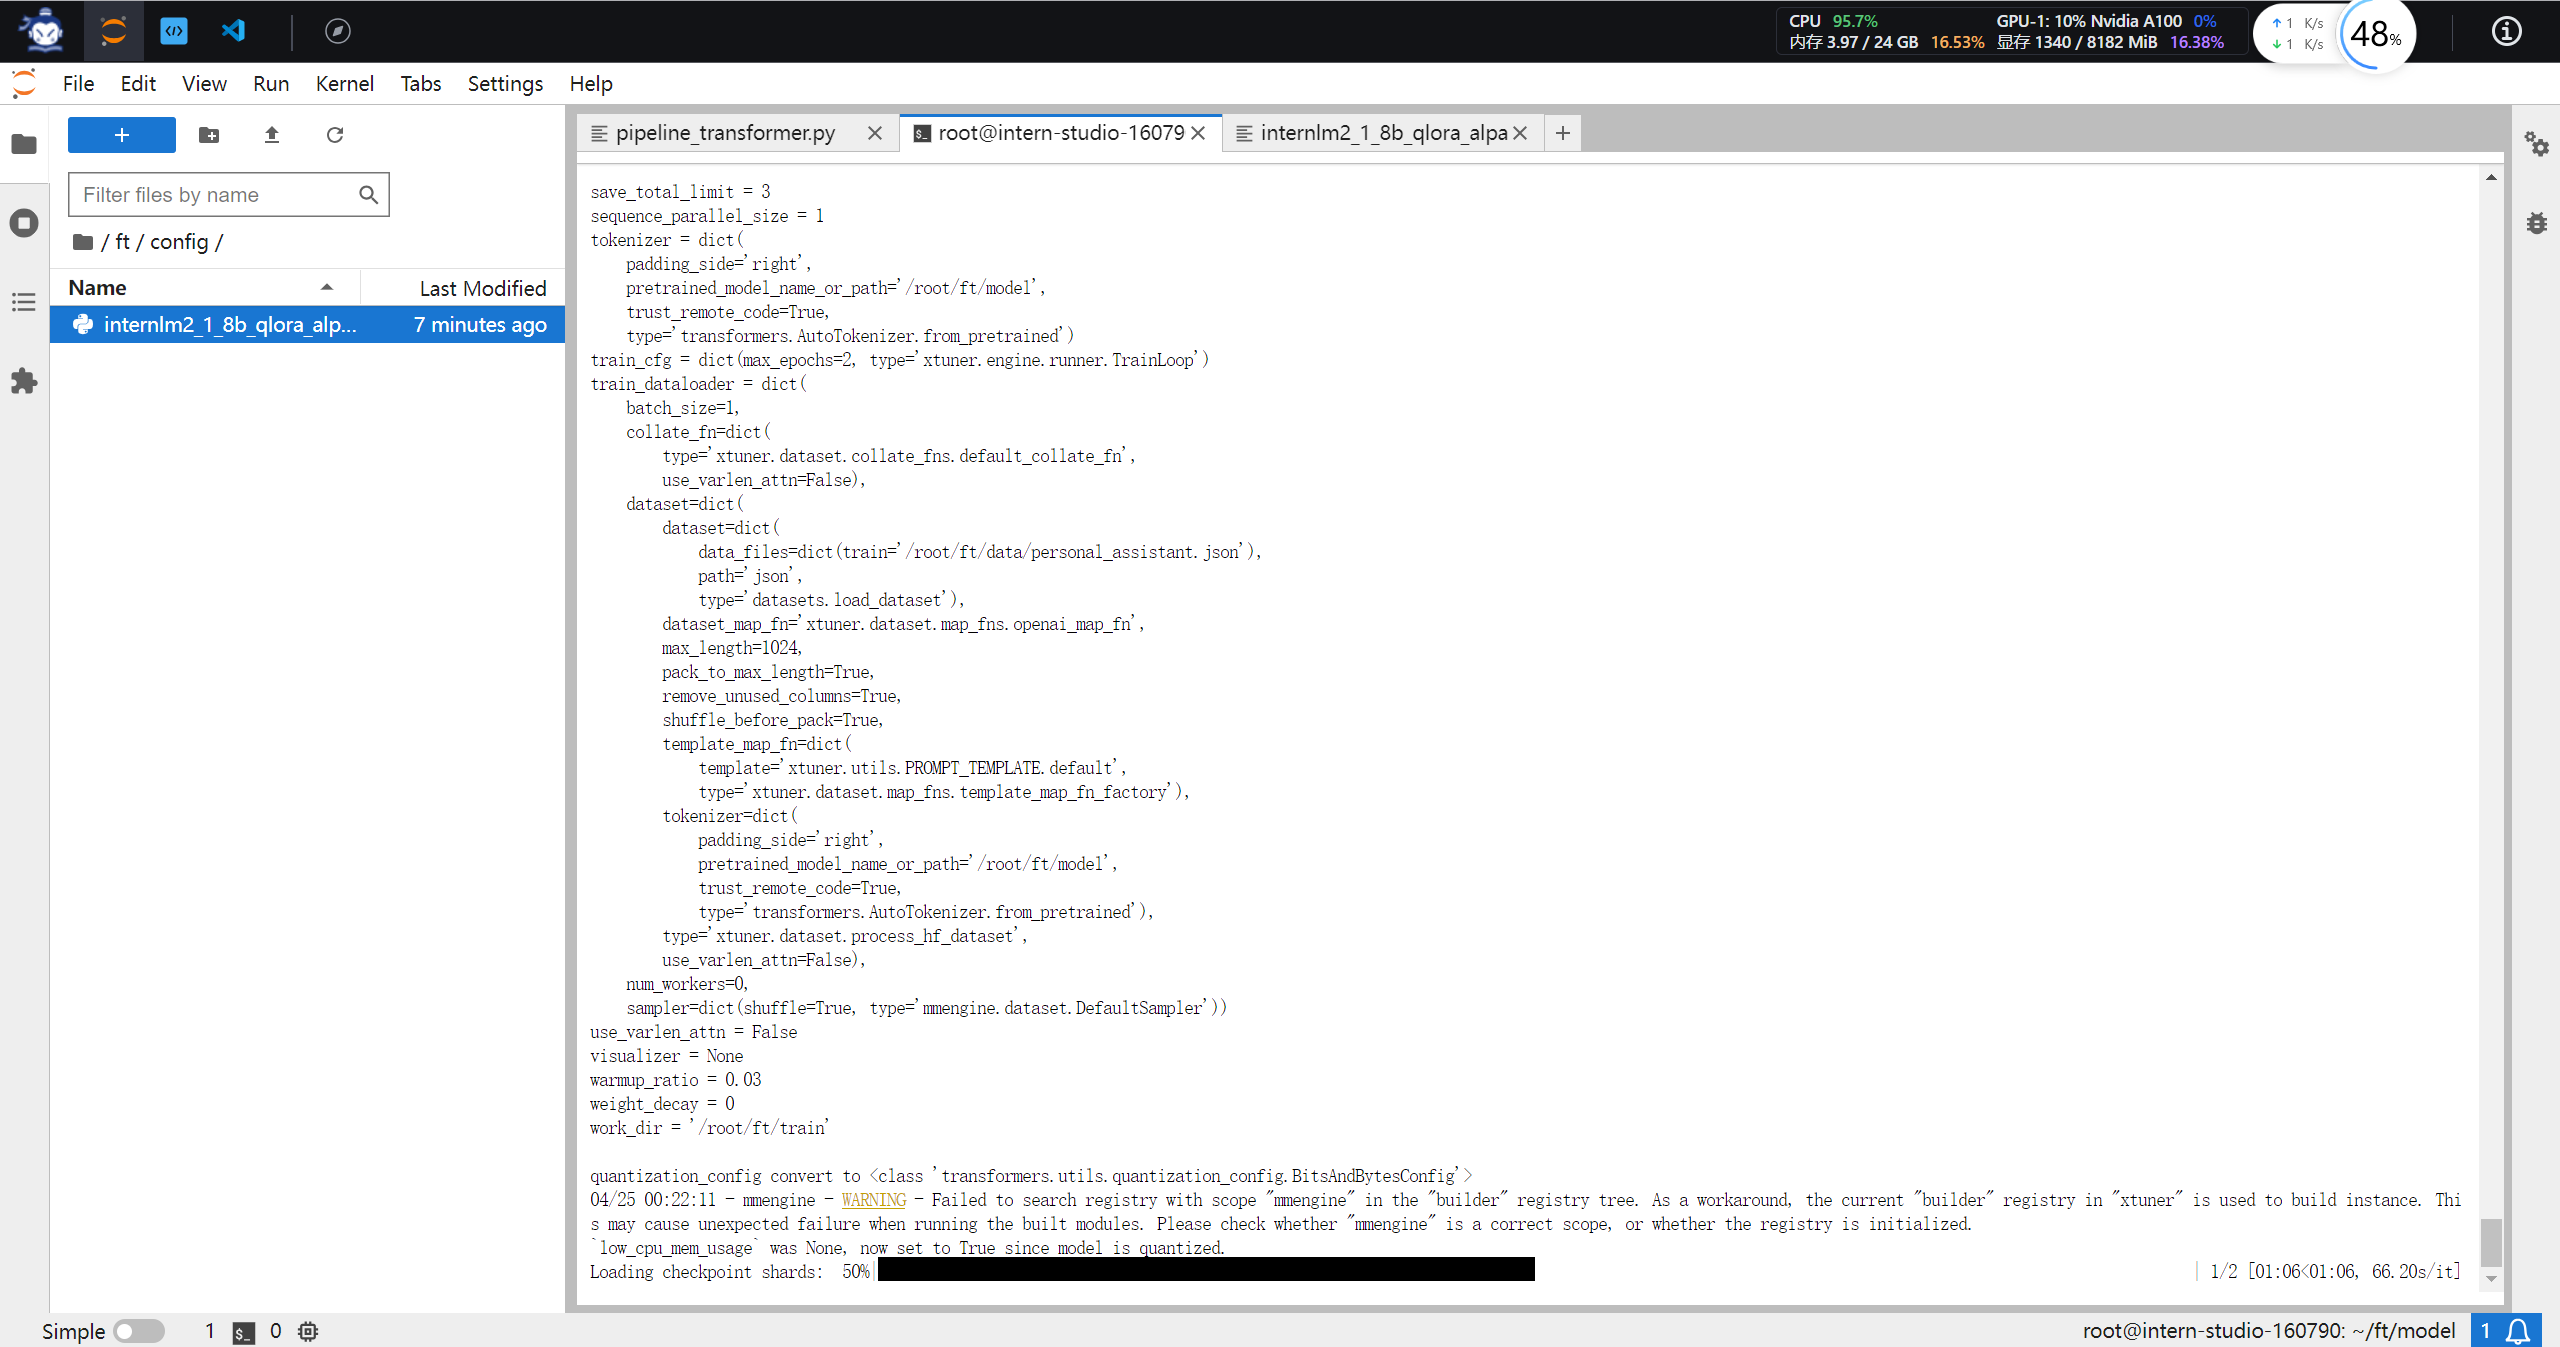 CPU 95.7% GPU-1: 10% Nvidia A100 0%
内存 3.97 / 24 GB 16.53% 显存 1340 / 8182 MiB 16.38%
↑ 1 K/s
↓ 1 K/s
48%
File Edit View Run Kernel Tabs Settings Help
+
Filter files by name
/ ft / config /
Name Last Modified
internlm2_1_8b_qlora_alp... 7 minutes ago
pipeline_transformer.py
root@intern-studio-16079
internlm2_1_8b_qlora_alpa
save_total_limit = 3
sequence_parallel_size = 1
tokenizer = dict(
    padding_side='right',
    pretrained_model_name_or_path='/root/ft/model',
    trust_remote_code=True,
    type='transformers.AutoTokenizer.from_pretrained')
train_cfg = dict(max_epochs=2, type='xtuner.engine.runner.TrainLoop')
train_dataloader = dict(
    batch_size=1,
    collate_fn=dict(
        type='xtuner.dataset.collate_fns.default_collate_fn',
        use_varlen_attn=False),
    dataset=dict(
        dataset=dict(
            data_files=dict(train='/root/ft/data/personal_assistant.json'),
            path='json',
            type='datasets.load_dataset'),
        dataset_map_fn='xtuner.dataset.map_fns.openai_map_fn',
        max_length=1024,
        pack_to_max_length=True,
        remove_unused_columns=True,
        shuffle_before_pack=True,
        template_map_fn=dict(
            template='xtuner.utils.PROMPT_TEMPLATE.default',
            type='xtuner.dataset.map_fns.template_map_fn_factory'),
        tokenizer=dict(
            padding_side='right',
            pretrained_model_name_or_path='/root/ft/model',
            trust_remote_code=True,
            type='transformers.AutoTokenizer.from_pretrained'),
        type='xtuner.dataset.process_hf_dataset',
        use_varlen_attn=False),
    num_workers=0,
    sampler=dict(shuffle=True, type='mmengine.dataset.DefaultSampler'))
use_varlen_attn = False
visualizer = None
warmup_ratio = 0.03
weight_decay = 0
work_dir = '/root/ft/train'
quantization_config convert to <class 'transformers.utils.quantization_config.BitsAndBytesConfig'>
04/25 00:22:11 - mmengine - WARNING - Failed to search registry with scope "mmengine" in the "builder" registry tree. As a workaround, the current "builder" registry in "xtuner" is used to build instance. Thi
s may cause unexpected failure when running the built modules. Please check whether "mmengine" is a correct scope, or whether the registry is initialized.
`low_cpu_mem_usage` was None, now set to True since model is quantized.
Loading checkpoint shards:  50%| | 1/2 [01:06<01:06, 66.20s/it]
Simple 1 $_ 0 root@intern-studio-160790: ~/ft/model 1